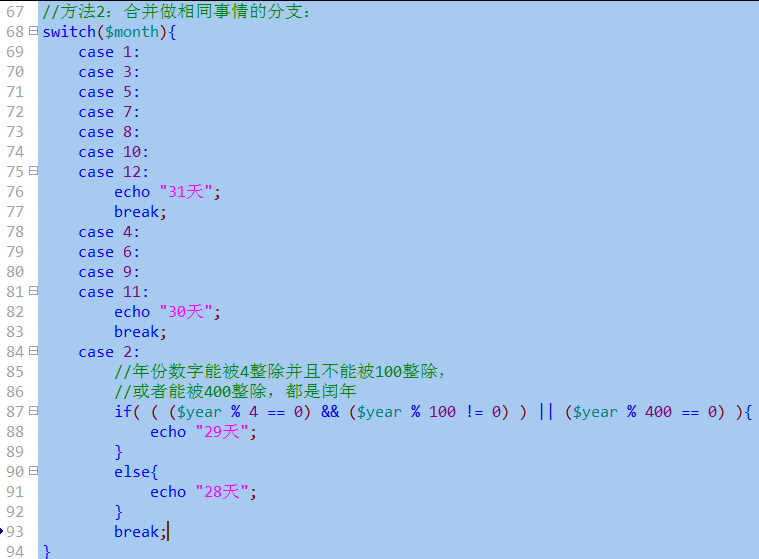 67 //方法2：合并做相同事情的分支：
68 switch($month){
69 case 1:
70 case 3:
71 case 5:
72 case 7:
73 case 8:
74 case 10:
75 case 12:
76 echo "31天";
77 break;
78 case 4:
79 case 6:
80 case 9:
81 case 11:
82 echo "30天";
83 break;
84 case 2:
85 //年份数字能被4整除并且不能被100整除，
86 //或者能被400整除，都是闰年
87 if( ( ($year % 4 == 0) && ($year % 100 != 0) ) || ($year % 400 == 0) ){
88 echo "29天";
89 }
90 else{
91 echo "28天";
92 }
93 break;
94 }